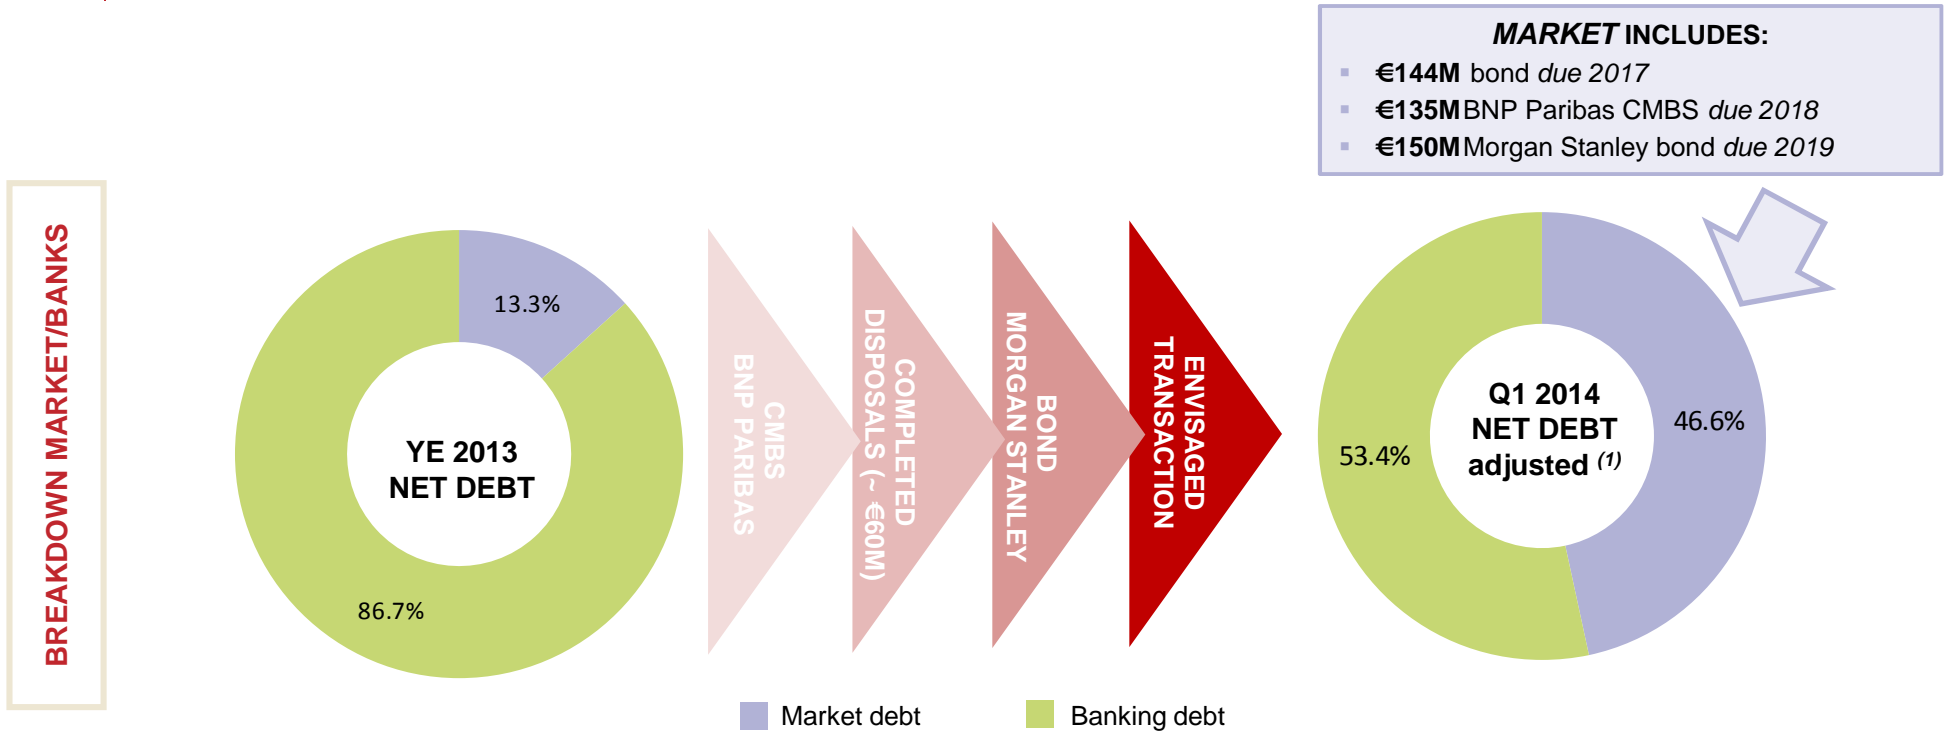 MARKET INCLUDES:
▪ €144M bond due 2017
▪ €135M BNP Paribas CMBS due 2018
▪ €150M Morgan Stanley bond due 2019
BREAKDOWN MARKET/BANKS
13.3%
YE 2013
NET DEBT
86.7%
CMBS
BNP PARIBAS
COMPLETED
DISPOSALS (~ €60M)
BOND
MORGAN STANLEY
ENVISAGED
TRANSACTION
Q1 2014
NET DEBT
adjusted (1)
46.6%
53.4%
Market debt
Banking debt